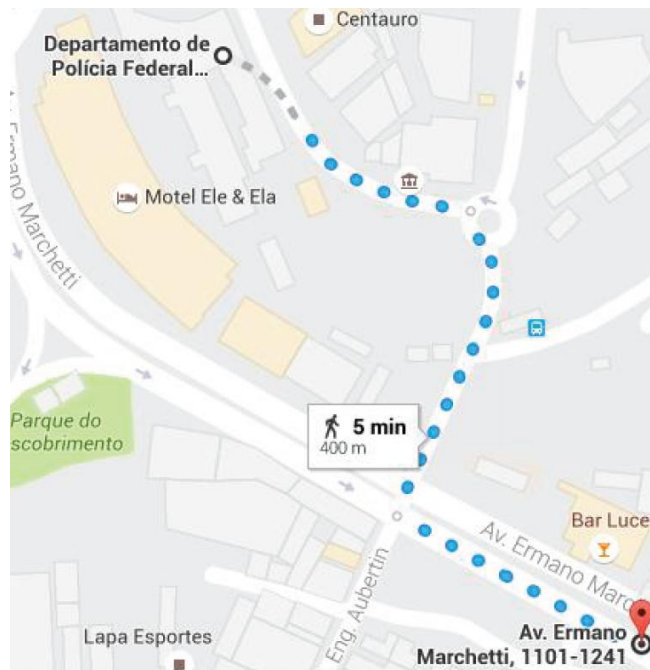 Centauro
Departamento de
Polícia Federal...
Motel Ele & Ela
Ermano Marchetti
5 min
400 m
Parque do
scobrimento
Bar Luce
Av. Ermano Marc
Eng. Aubertin
Lapa Esportes
Av. Ermano
Marchetti, 1101-1241